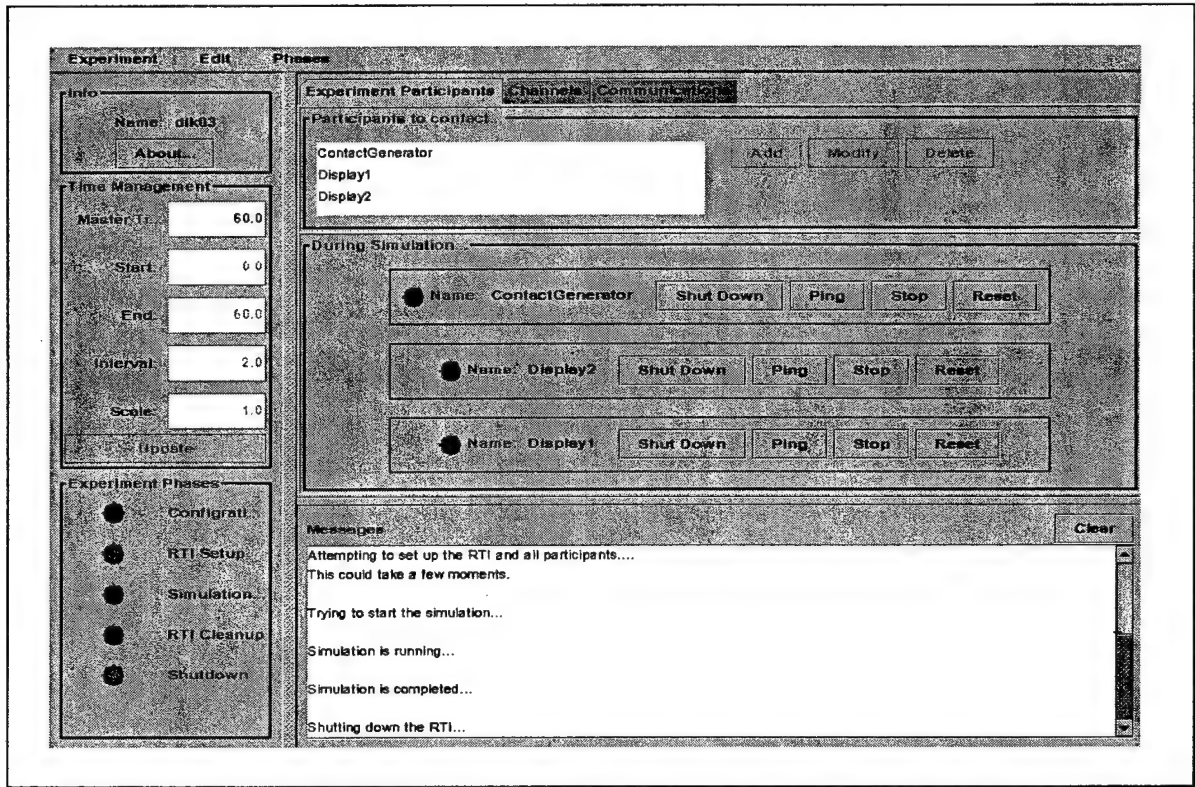 Experiment Edit Phases
Info
Name: dlk03
About...
Time Management
Master Tr...
60.0
Start:
0.0
End:
60.0
Interval:
2.0
Scale:
1.0
Update
Experiment Phases
Configrati...
RTI Setup
Simulation...
RTI Cleanup
Shutdown
Experiment Participants Channels Communications
Participants to contact...
ContactGenerator
Display1
Display2
Add Modify Delete
During Simulation...
Name: ContactGenerator Shut Down Ping Stop Reset
Name: Display2 Shut Down Ping Stop Reset
Name: Display1 Shut Down Ping Stop Reset
Messages
Clear
Attempting to set up the RTI and all participants....
This could take a few moments.
Trying to start the simulation...
Simulation is running...
Simulation is completed...
Shutting down the RTI...